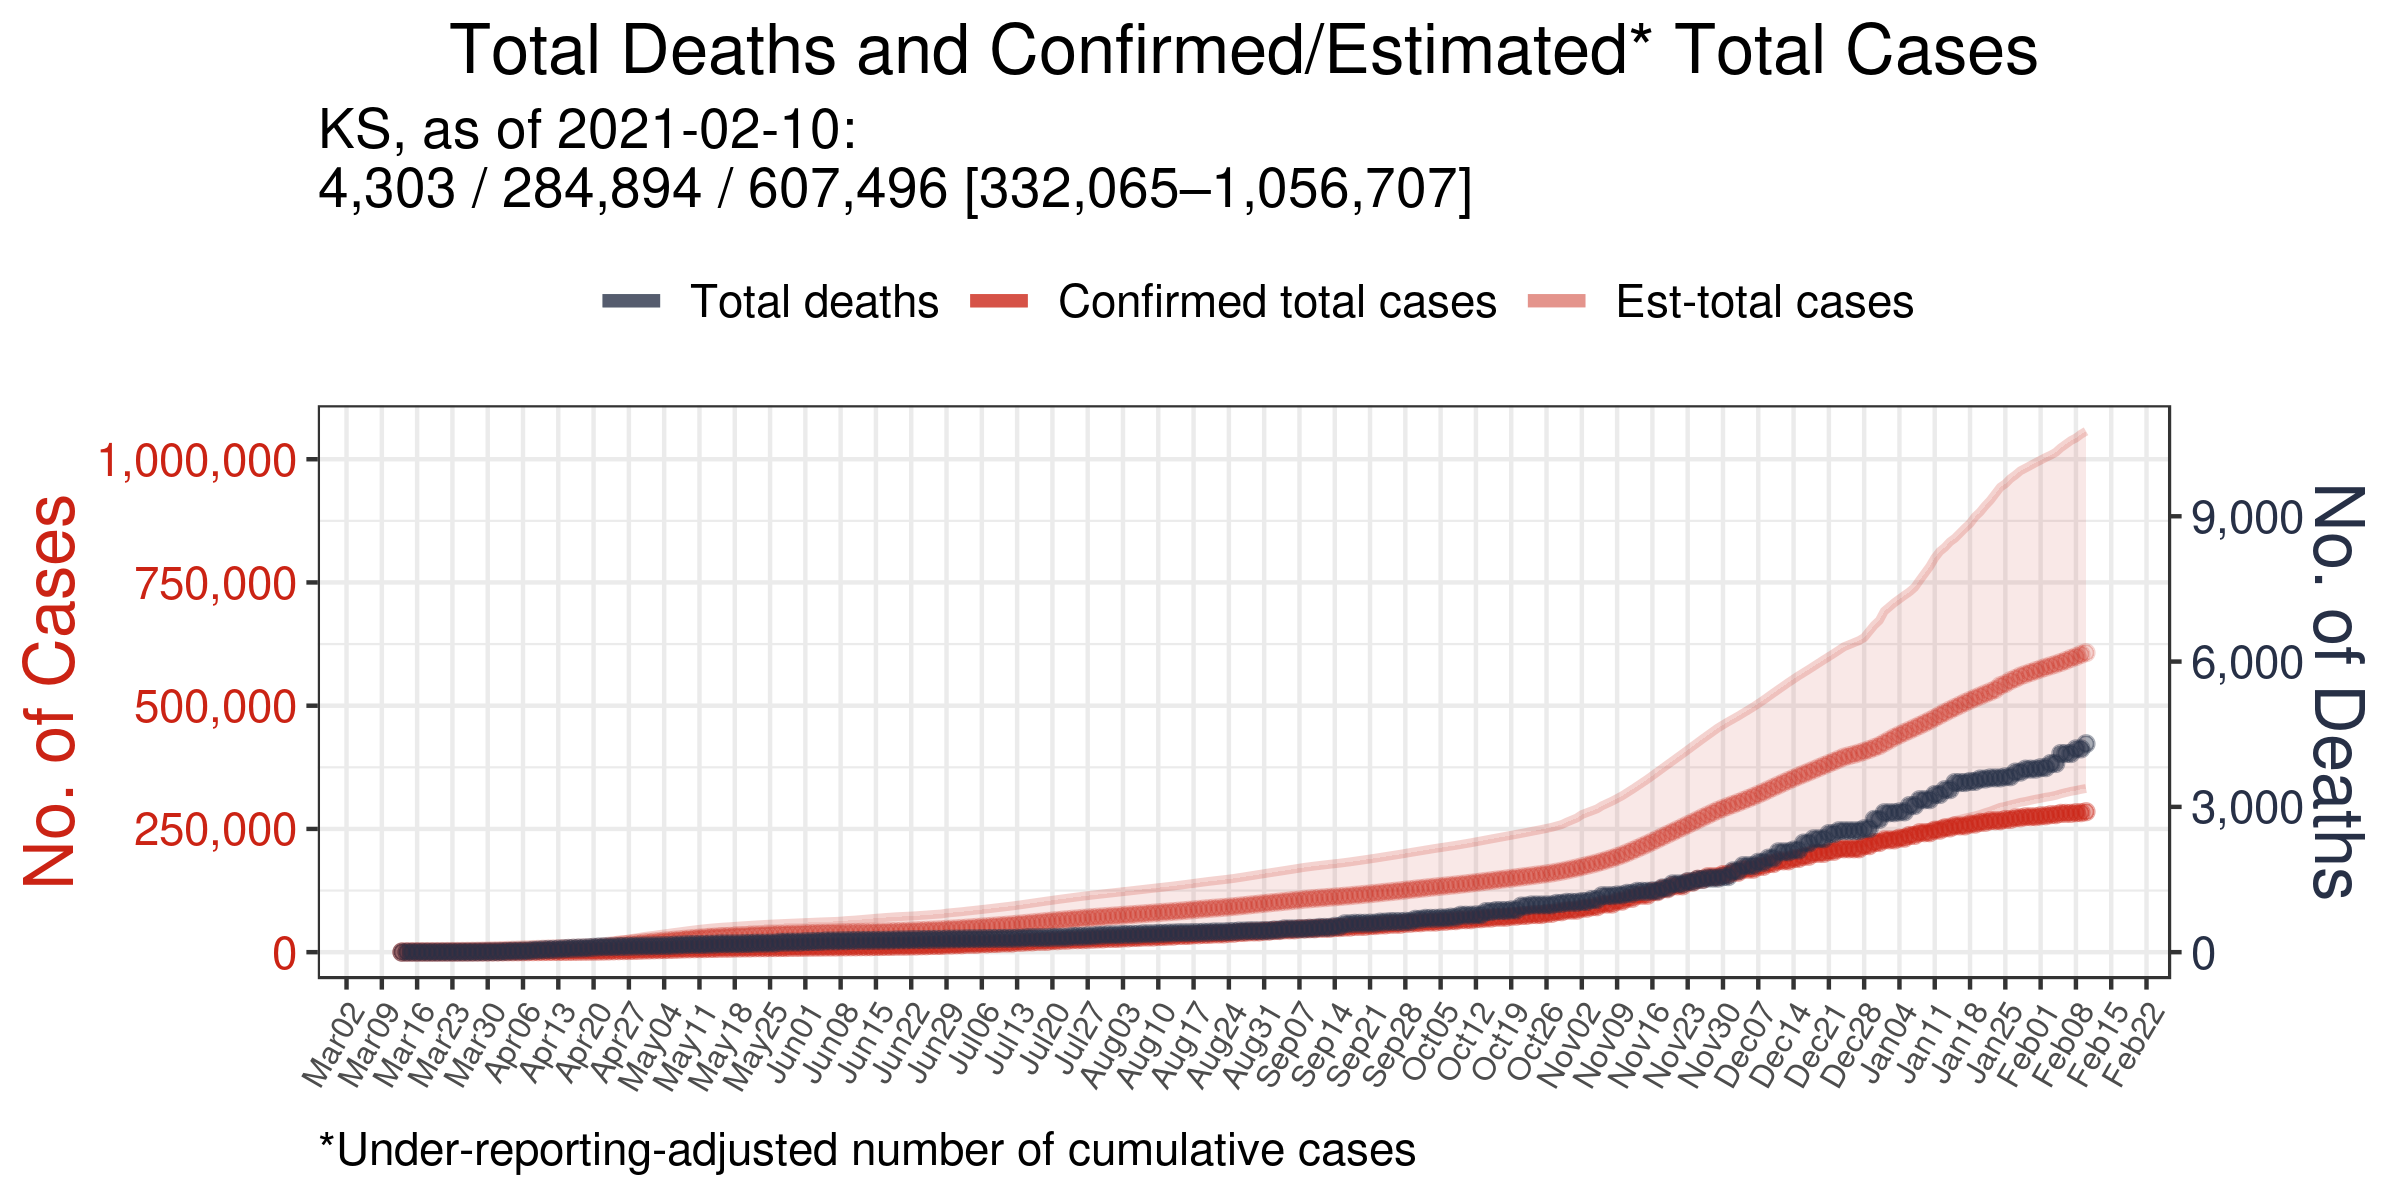 Total Deaths and Confirmed/Estimated* Total Cases
KS, as of 2021-02-10:
4,303 / 284,894 / 607,496 [332,065–1,056,707]
Total deaths
Confirmed total cases
Est-total cases
No. of Cases
1,000,000
750,000
500,000
250,000
0
No. of Deaths
9,000
6,000
3,000
0
Mar02
Mar09
Mar16
Mar23
Mar30
Apr06
Apr13
Apr20
Apr27
May04
May11
May18
May25
Jun01
Jun08
Jun15
Jun22
Jun29
Jul06
Jul13
Jul20
Jul27
Aug03
Aug10
Aug17
Aug24
Aug31
Sep07
Sep14
Sep21
Sep28
Oct05
Oct12
Oct19
Oct26
Nov02
Nov09
Nov16
Nov23
Nov30
Dec07
Dec14
Dec21
Dec28
Jan04
Jan11
Jan18
Jan25
Feb01
Feb08
Feb15
Feb22
*Under-reporting-adjusted number of cumulative cases